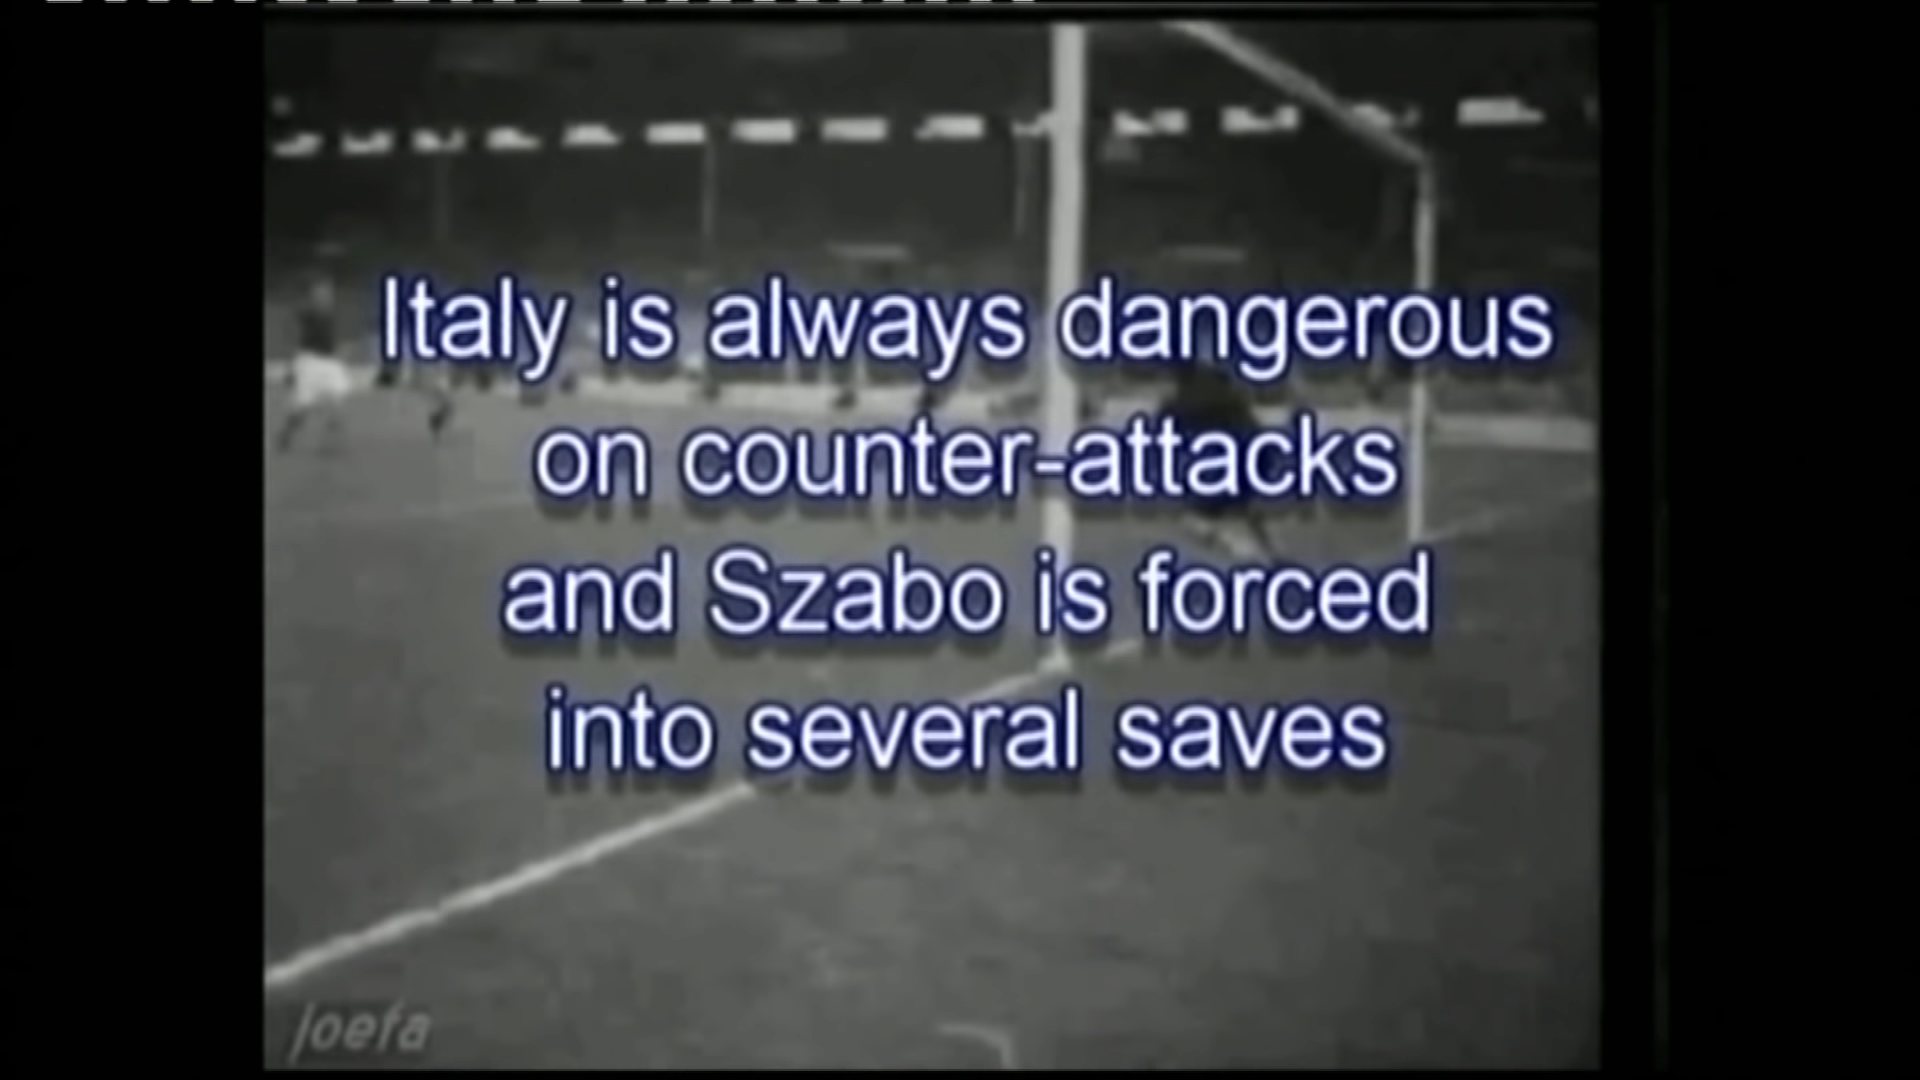 Italy is always dangerous
on counter-attacks
and Szabo is forced
into several saves
joefa